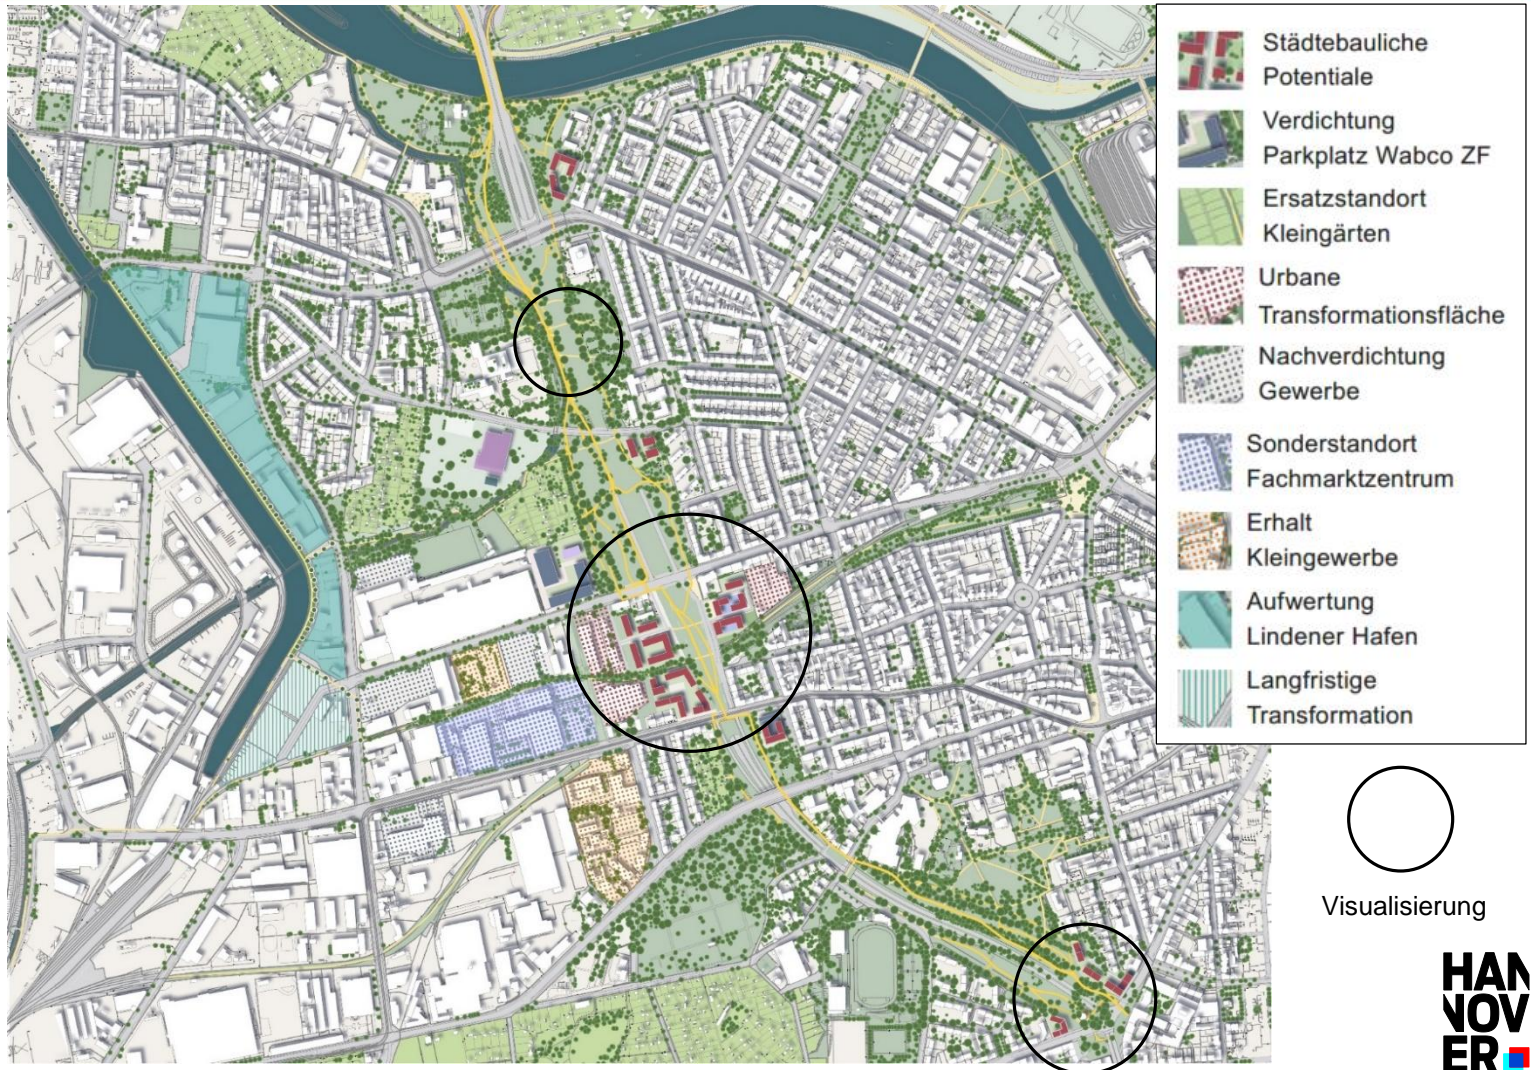 Städtebauliche
Potentiale
Verdichtung
Parkplatz Wabco ZF
Ersatzstandort
Kleingärten
Urbane
Transformationsfläche
Nachverdichtung
Gewerbe
Sonderstandort
Fachmarktzentrum
Erhalt
Kleingewerbe
Aufwertung
Lindener Hafen
Langfristige
Transformation
Visualisierung
HAN
NOV
ER